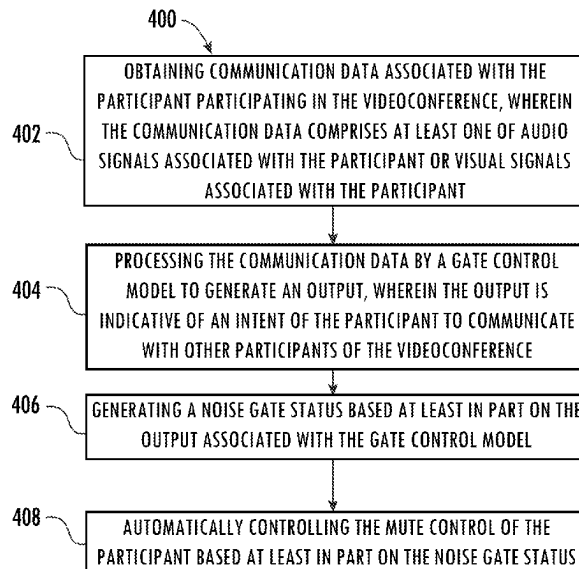 400
402
OBTAINING COMMUNICATION DATA ASSOCIATED WITH THE
PARTICIPANT PARTICIPATING IN THE VIDEOCONFERENCE, WHEREIN
THE COMMUNICATION DATA COMPRISES AT LEAST ONE OF AUDIO
SIGNALS ASSOCIATED WITH THE PARTICIPANT OR VISUAL SIGNALS
ASSOCIATED WITH THE PARTICIPANT
404
PROCESSING THE COMMUNICATION DATA BY A GATE CONTROL
MODEL TO GENERATE AN OUTPUT, WHEREIN THE OUTPUT IS
INDICATIVE OF AN INTENT OF THE PARTICIPANT TO COMMUNICATE
WITH OTHER PARTICIPANTS OF THE VIDEOCONFERENCE
406
GENERATING A NOISE GATE STATUS BASED AT LEAST IN PART ON THE
OUTPUT ASSOCIATED WITH THE GATE CONTROL MODEL
408
AUTOMATICALLY CONTROLLING THE MUTE CONTROL OF THE
PARTICIPANT BASED AT LEAST IN PART ON THE NOISE GATE STATUS